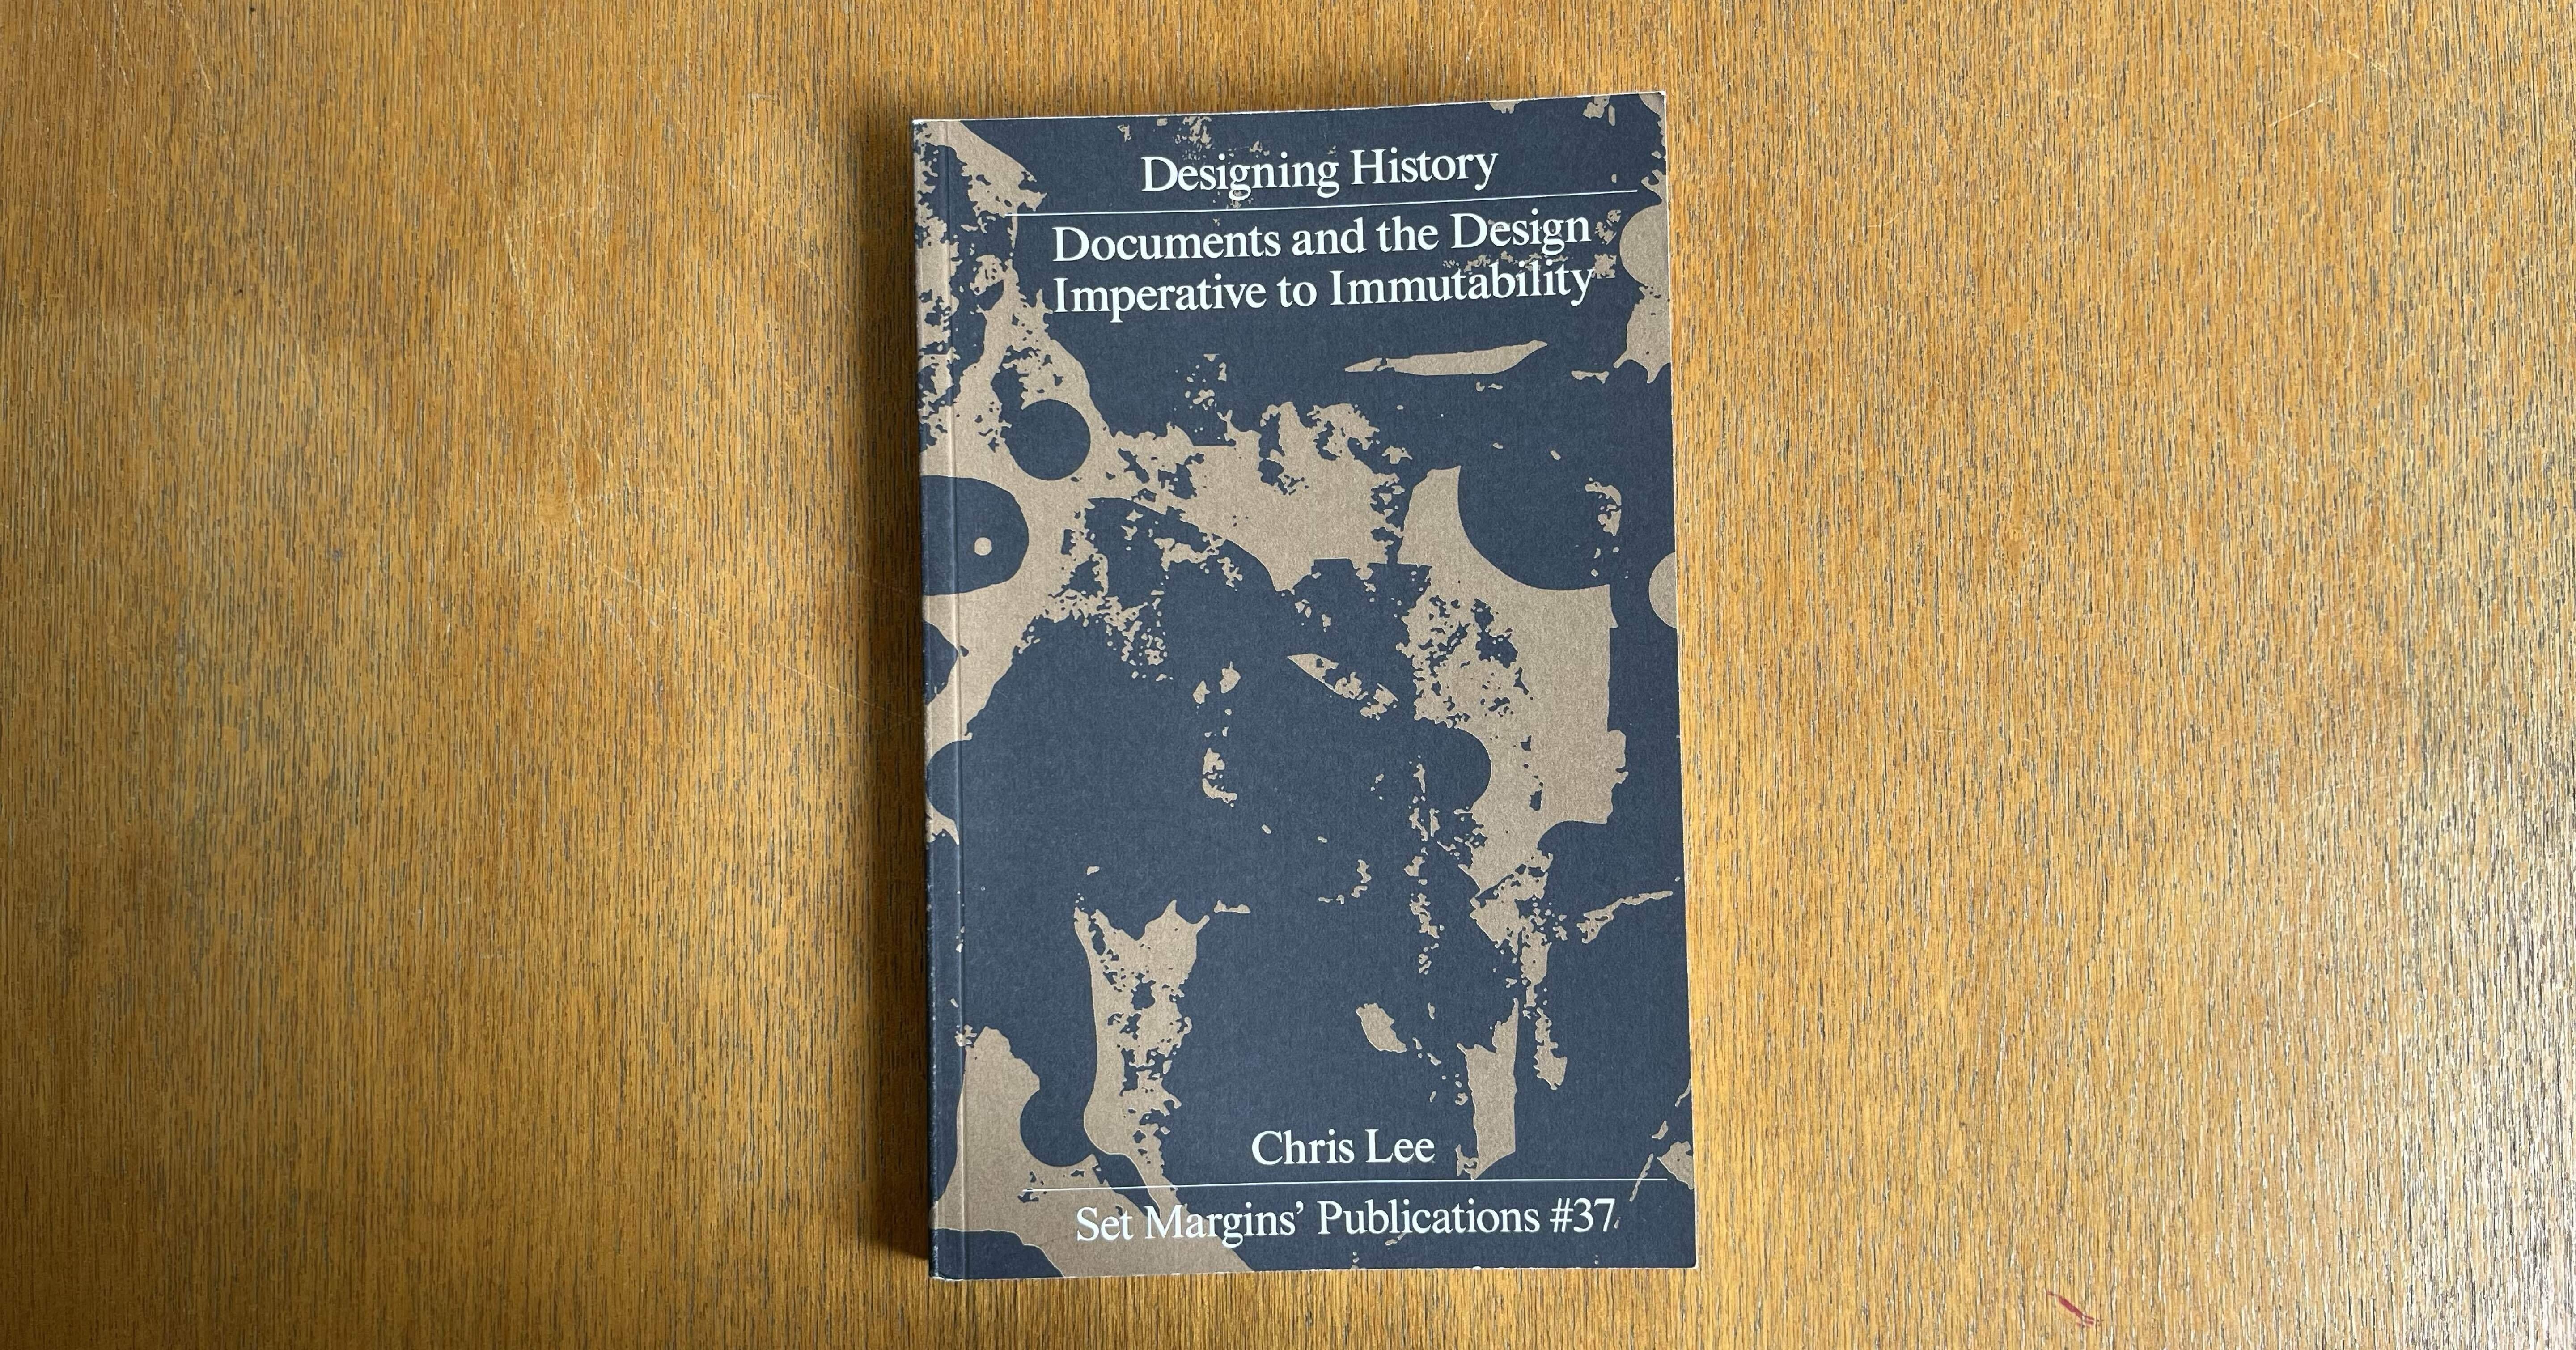 Designing History
Documents and the Design
Imperative to Immutability
Chris Lee
Set Margins’ Publications #37